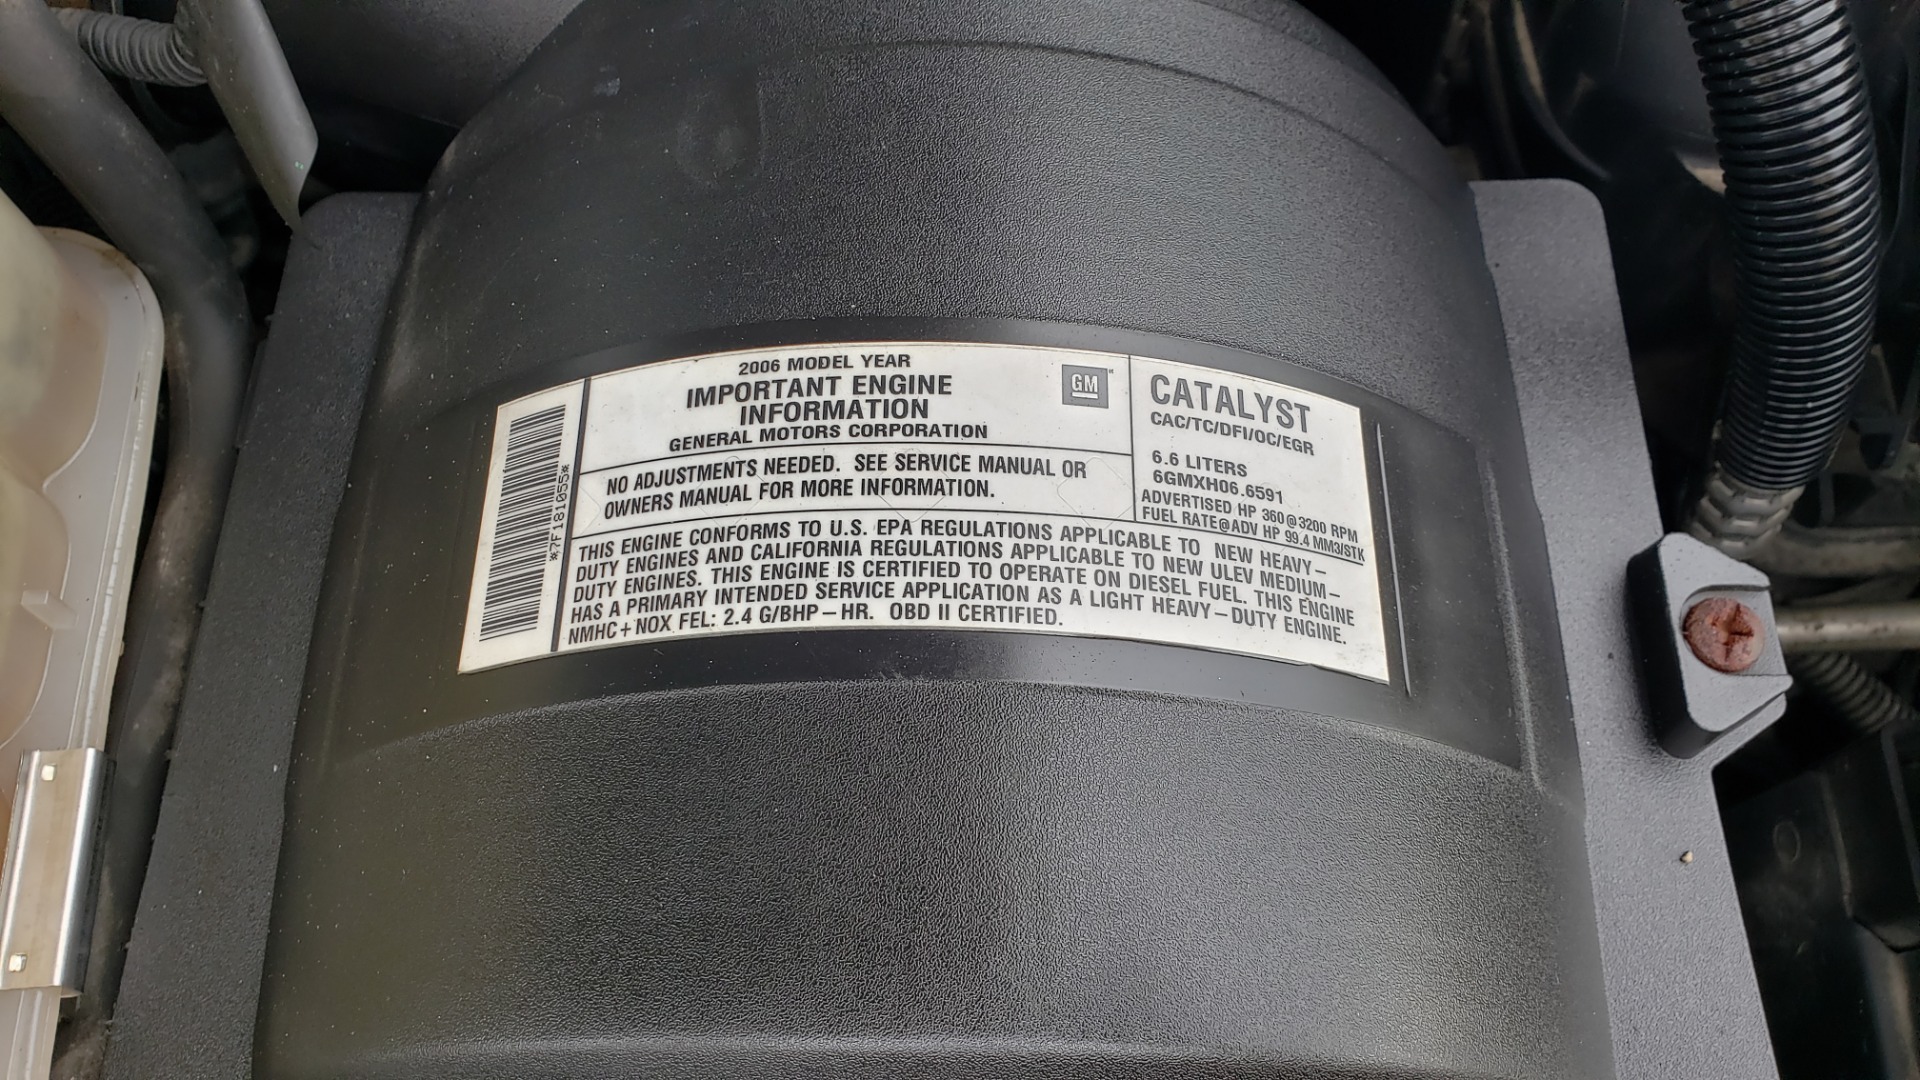 2006 MODEL YEAR
IMPORTANT ENGINE
INFORMATION
GENERAL MOTORS CORPORATION
GM
NO ADJUSTMENTS NEEDED. SEE SERVICE MANUAL OR
OWNERS MANUAL FOR MORE INFORMATION.
CATALYST
CAC/TC/DFI/OC/EGR
6.6 LITERS
6GMXH06.6591
ADVERTISED HP 360@3200 RPM
FUEL RATE@ADV HP 99.4 MM3/STK
THIS ENGINE CONFORMS TO U.S. EPA REGULATIONS APPLICABLE TO NEW HEAVY-
DUTY ENGINES AND CALIFORNIA REGULATIONS APPLICABLE TO NEW ULEV MEDIUM-
DUTY ENGINES. THIS ENGINE IS CERTIFIED TO OPERATE ON DIESEL FUEL. THIS ENGINE
HAS A PRIMARY INTENDED SERVICE APPLICATION AS A LIGHT HEAVY-DUTY ENGINE.
NMHC+NOX FEL: 2.4 G/BHP-HR. OBD II CERTIFIED.
*7F181055*